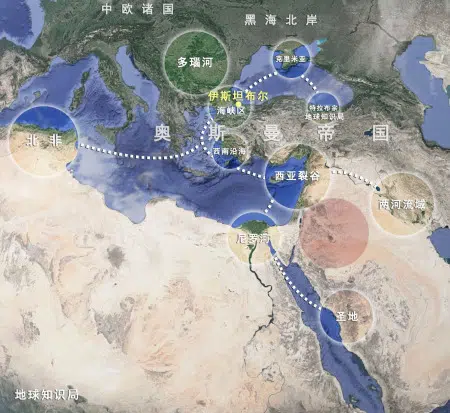 中欧诸国
黑海北岸
多瑙河
克里米亚
伊斯坦布尔
海峡区
特拉布宗
地球知识局
北非
奥斯曼帝国
西南沿海
西亚裂谷
两河流域
尼罗河
圣地
地球知识局